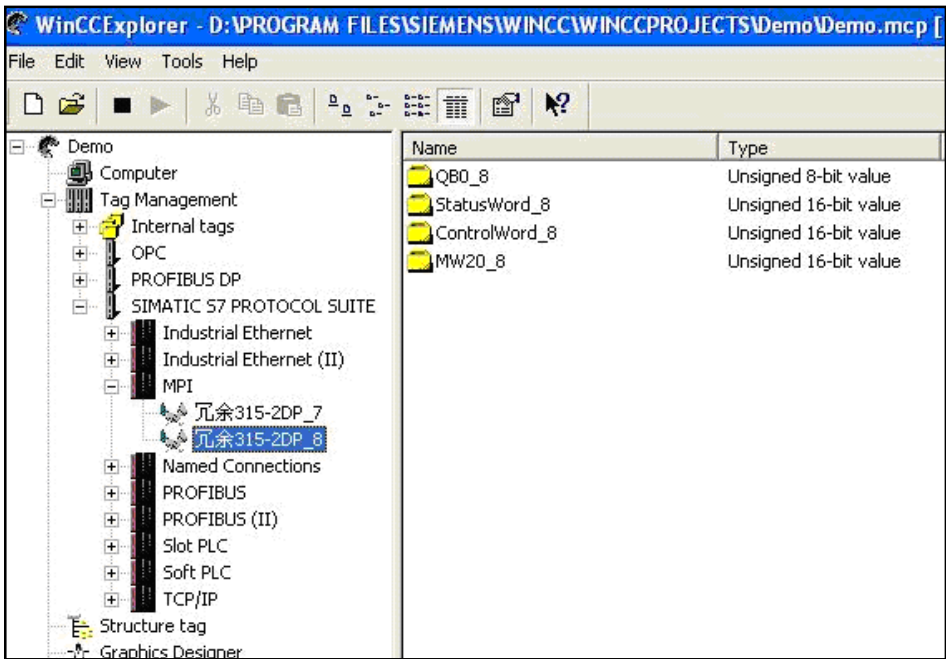 WinCCExplorer - D:\PROGRAM FILES\SIEMENS\WINCC\WINCCPROJECTS\Demo\Demo.mcp [
File Edit View Tools Help
Demo
Computer
Tag Management
Internal tags
OPC
PROFIBUS DP
SIMATIC S7 PROTOCOL SUITE
Industrial Ethernet
Industrial Ethernet (II)
MPI
冗余315-2DP_7
冗余315-2DP_8
Named Connections
PROFIBUS
PROFIBUS (II)
Slot PLC
Soft PLC
TCP/IP
Structure tag
Graphics Designer
Name Type
QB0_8 Unsigned 8-bit value
StatusWord_8 Unsigned 16-bit value
ControlWord_8 Unsigned 16-bit value
MW20_8 Unsigned 16-bit value